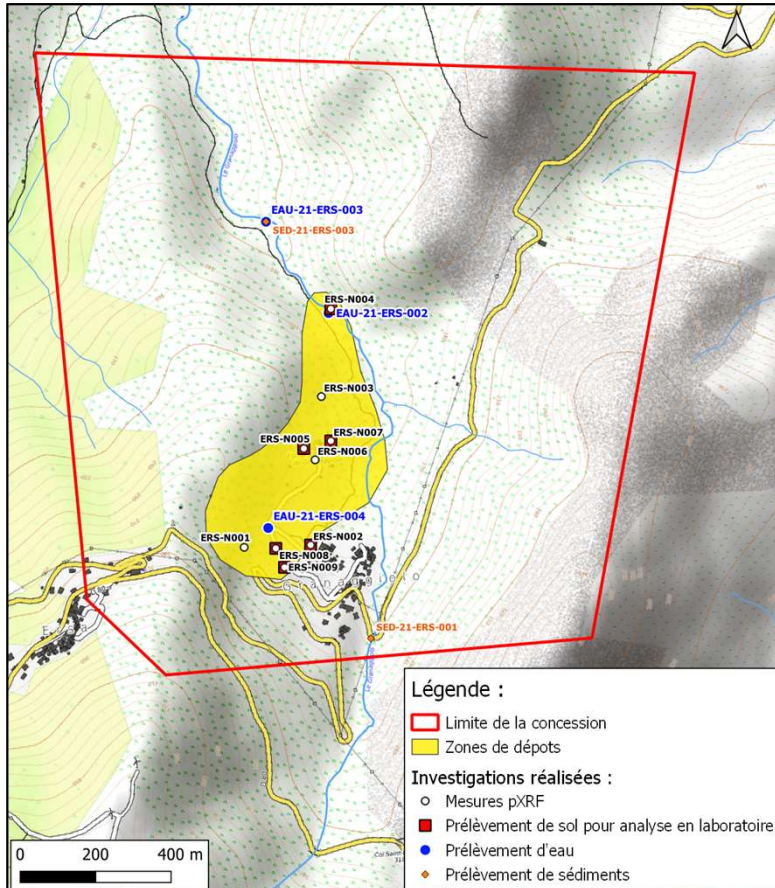 Le Granaggiolo
EAU-21-ERS-003
SED-21-ERS-003
ERS-N004
EAU-21-ERS-002
ERS-N003
ERS-N005
ERS-N007
ERS-N006
EAU-21-ERS-004
ERS-N001
ERS-N002
ERS-N008
ERS-N009
SED-21-ERS-001
Légende :
Limite de la concession
Zones de dépots
Investigations réalisées :
Mesures pXRF
Prélèvement de sol pour analyse en laboratoire
Prélèvement d'eau
Prélèvement de sédiments
0 200 400 m